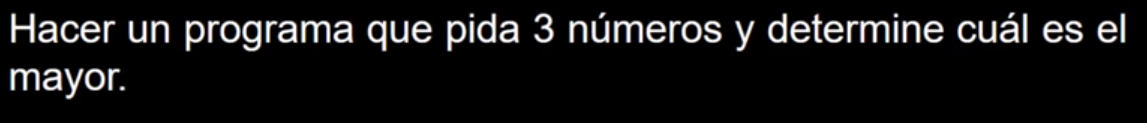 Hacer un programa que pida 3 números y determine cuál es el
mayor.